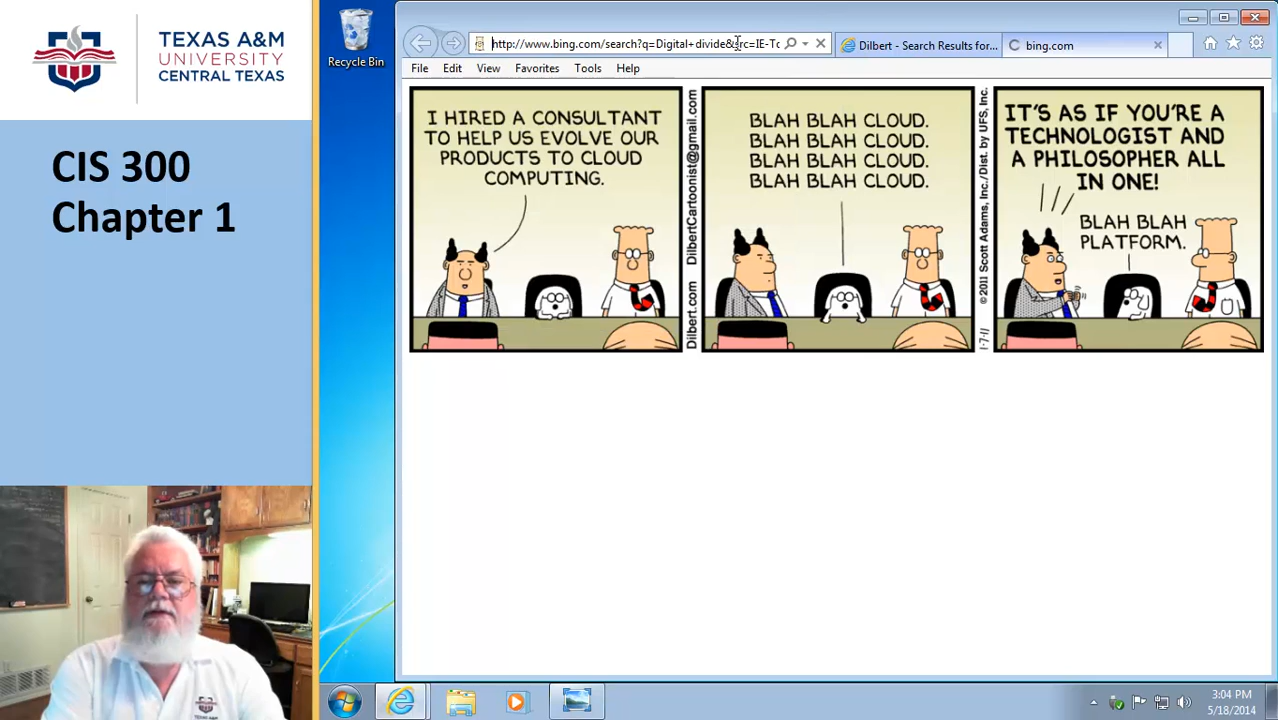 TEXAS A&M
UNIVERSITY
CENTRAL TEXAS
CIS 300
Chapter 1
Recycle Bin
http://www.bing.com/search?q=Digital+divide&src=IE-Tc
Dilbert - Search Results for...
bing.com
File Edit View Favorites Tools Help
I HIRED A CONSULTANT
TO HELP US EVOLVE OUR
PRODUCTS TO CLOUD
COMPUTING.
Dilbert.com DilbertCartoonist@gmail.com
BLAH BLAH CLOUD.
BLAH BLAH CLOUD.
BLAH BLAH CLOUD.
BLAH BLAH CLOUD.
1-7-11 ©2011 Scott Adams, Inc./Dist. by UFS, Inc.
IT'S AS IF YOU'RE A
TECHNOLOGIST AND
A PHILOSOPHER ALL
IN ONE!
BLAH BLAH
PLATFORM.
3:04 PM
5/18/2014